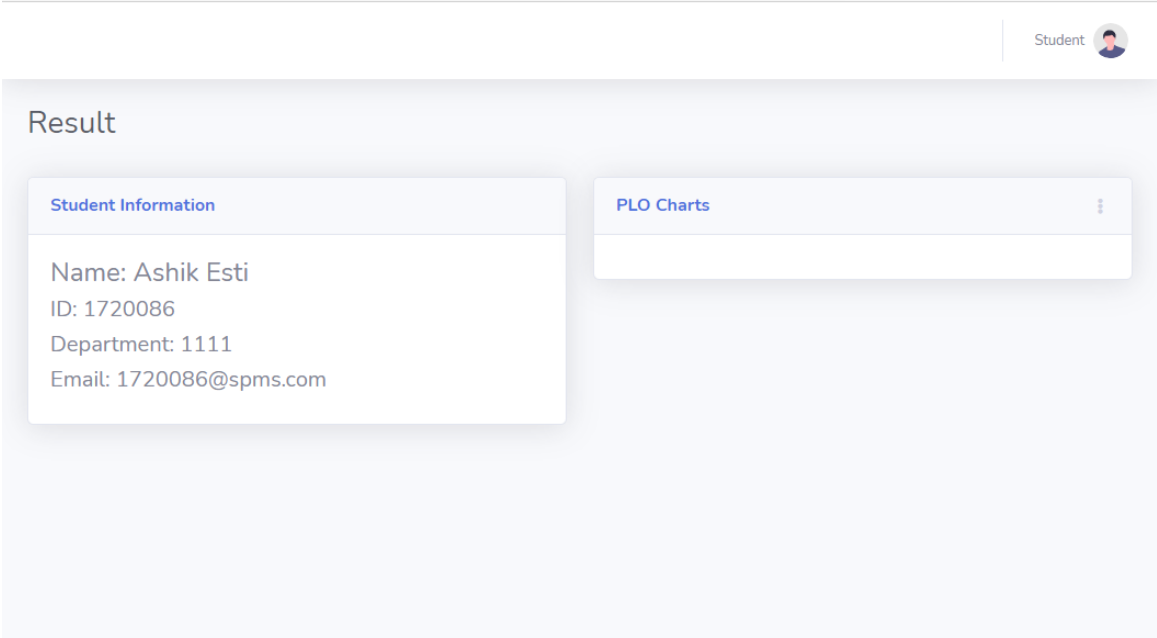 Student
Result
Student Information
Name: Ashik Esti
ID: 1720086
Department: 1111
Email: 1720086@spms.com
PLO Charts